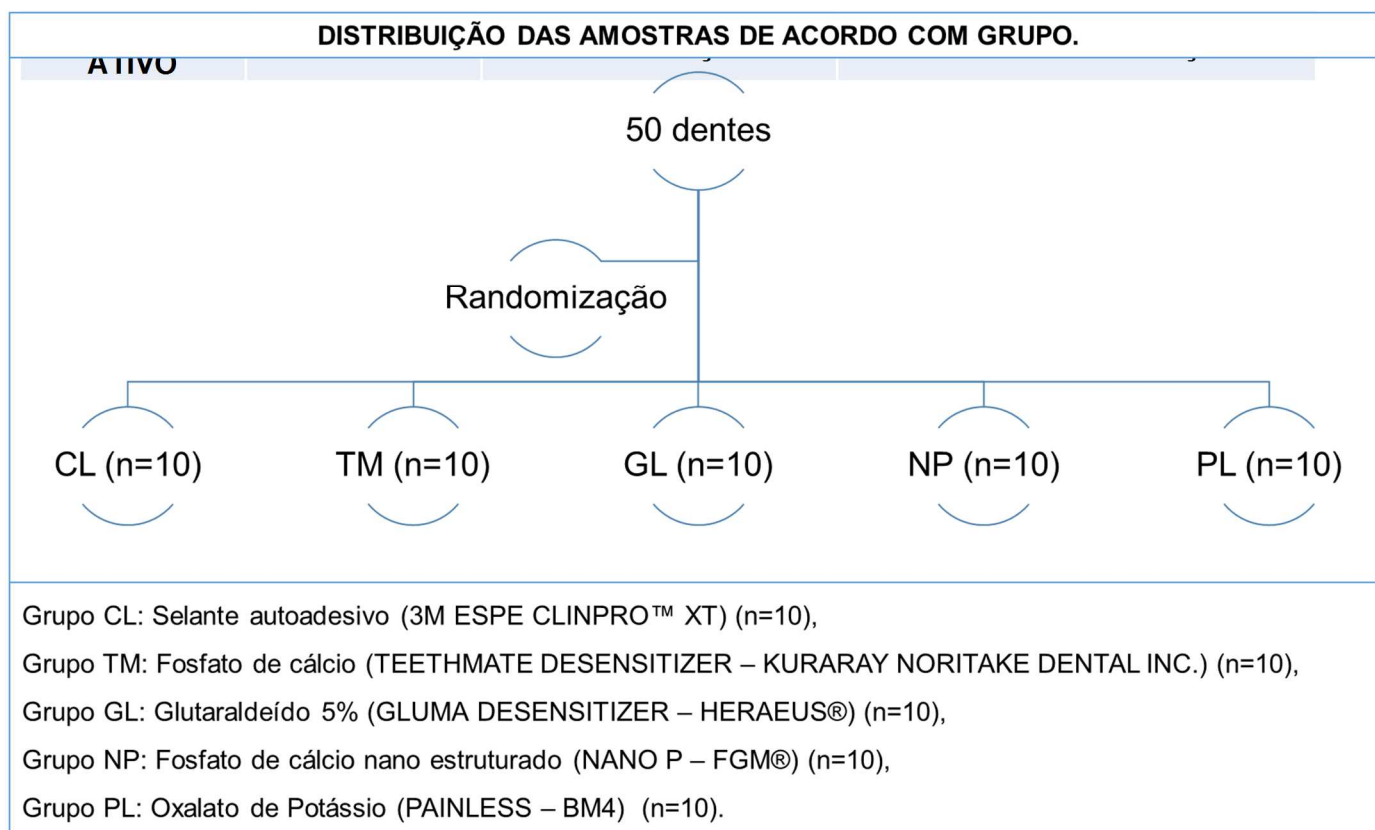 DISTRIBUIÇÃO DAS AMOSTRAS DE ACORDO COM GRUPO.
ATIVO
50 dentes
Randomização
CL (n=10) TM (n=10) GL (n=10) NP (n=10) PL (n=10)
Grupo CL: Selante autoadesivo (3M ESPE CLINPRO™ XT) (n=10),
Grupo TM: Fosfato de cálcio (TEETHMATE DESENSITIZER – KURARAY NORITAKE DENTAL INC.) (n=10),
Grupo GL: Glutaraldeído 5% (GLUMA DESENSITIZER – HERAEUS®) (n=10),
Grupo NP: Fosfato de cálcio nano estruturado (NANO P – FGM®) (n=10),
Grupo PL: Oxalato de Potássio (PAINLESS – BM4) (n=10).